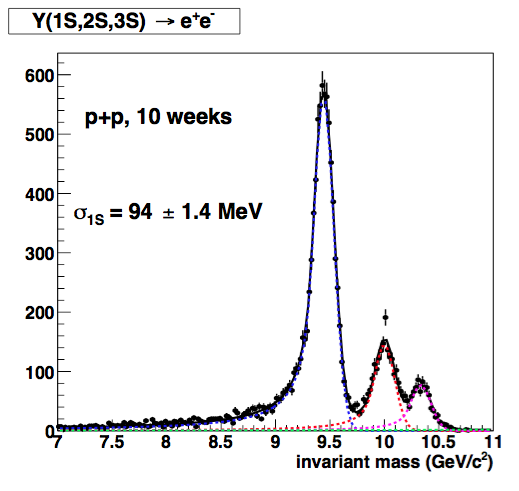 Y(1S,2S,3S) → e⁺e⁻
p+p, 10 weeks
σ₁S = 94 ± 1.4 MeV
600
500
400
300
200
100
0
7 7.5 8 8.5 9 9.5 10 10.5 11
invariant mass (GeV/c²)